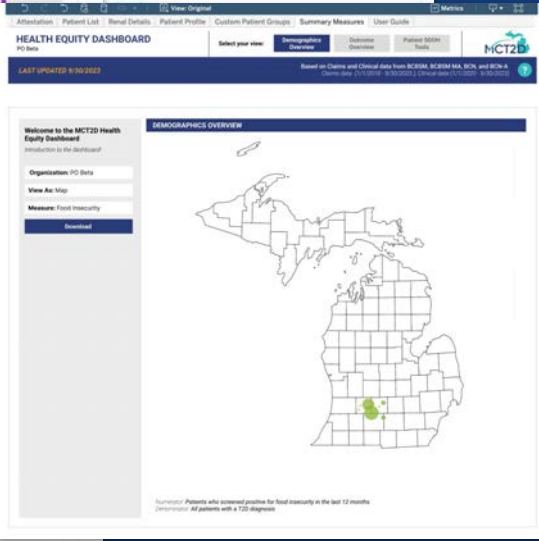 View: Original
Metrics
Attestation Patient List Renal Details Patient Profile Custom Patient Groups Summary Measures User Guide
HEALTH EQUITY DASHBOARD
PO Beta
Select your view:
Demographics Overview
Outcome Overview
Patient SDOH Tools
MCT2D
LAST UPDATED 9/30/2023
Based on Claims and Clinical data from BCBSM, BCBSM MA, BCN, and BCN-A
Claims data (1/1/2019 - 9/30/2023) Clinical data (1/1/2020 - 9/30/2023)
?
Welcome to the MCT2D Health
Equity Dashboard
Introduction to the dashboard!
Organization: PO Beta
View As: Map
Measure: Food Insecurity
Download
DEMOGRAPHICS OVERVIEW
Numerator: Patients who screened positive for food insecurity in the last 12 months
Denominator: All patients with a T2D diagnosis